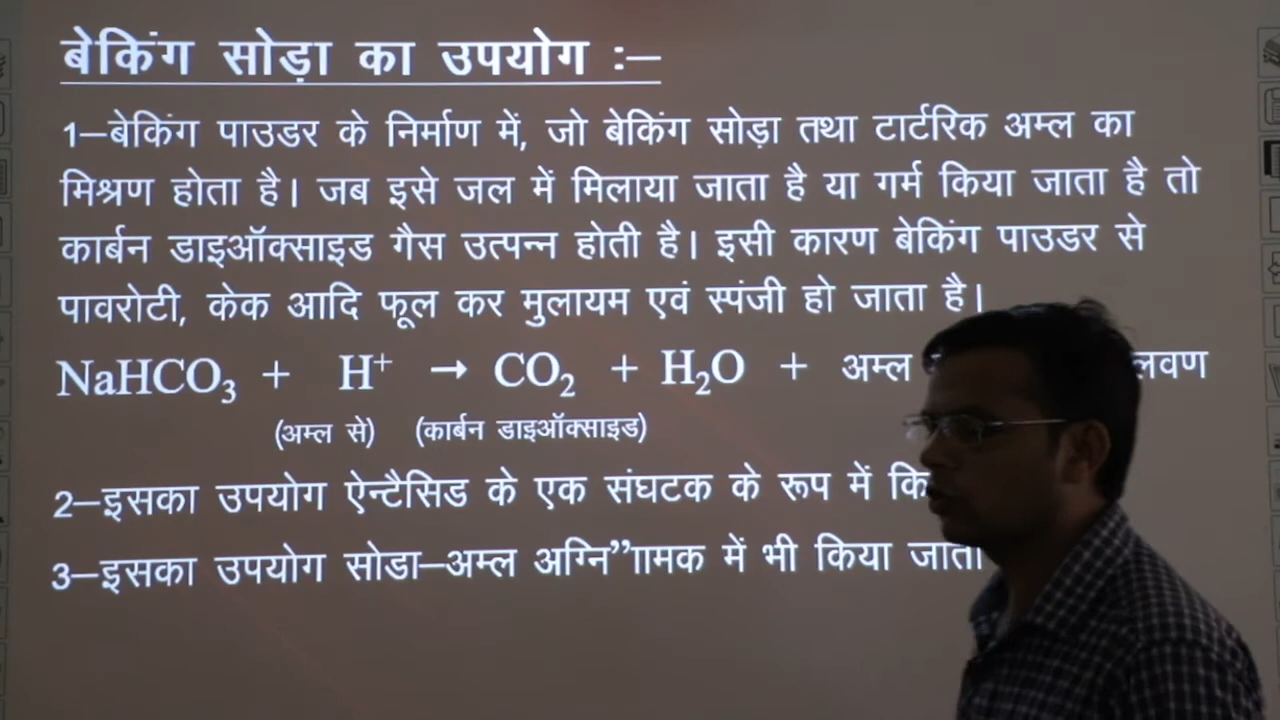 बेकिंग सोड़ा का उपयोग :–
1–बेकिंग पाउडर के निर्माण में, जो बेकिंग सोड़ा तथा टार्टरिक अम्ल का
मिश्रण होता है। जब इसे जल में मिलाया जाता है या गर्म किया जाता है तो
कार्बन डाइऑक्साइड गैस उत्पन्न होती है। इसी कारण बेकिंग पाउडर से
पावरोटी, केक आदि फूल कर मुलायम एवं स्पंजी हो जाता है।
NaHCO₃ + H⁺ → CO₂ + H₂O + अम्ल लवण
(अम्ल से) (कार्बन डाइऑक्साइड)
2–इसका उपयोग ऐन्टैसिड के एक संघटक के रूप में कि
3–इसका उपयोग सोडा–अम्ल अग्नि”ाामक में भी किया जाता